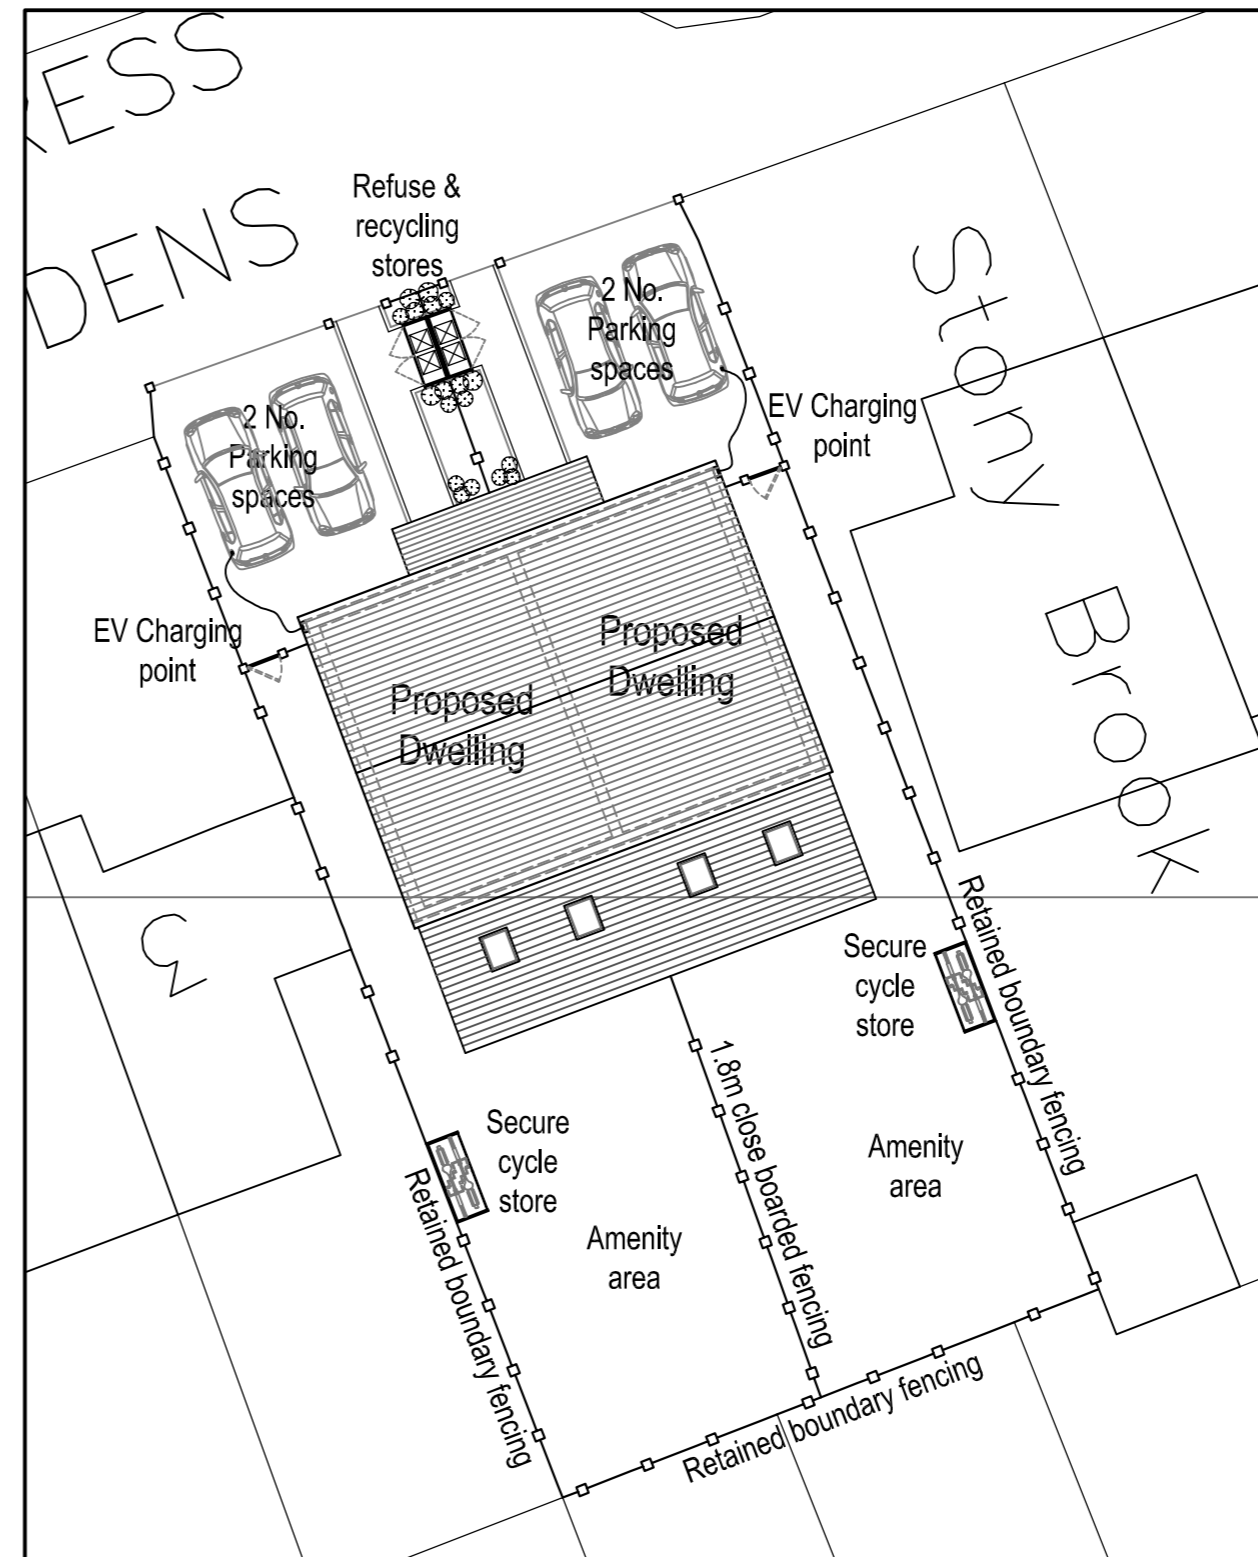 RESS
DENS
Refuse &
recycling
stores
2 No.
Parking
spaces
2 No.
Parking
spaces
EV Charging
point
EV Charging
point
Stony Brook
Proposed
Dwelling
Proposed
Dwelling
3
Secure
cycle
store
Retained boundary fencing
Secure
cycle
store
Retained boundary fencing
1.8m close boarded fencing
Amenity
area
Amenity
area
Retained boundary fencing